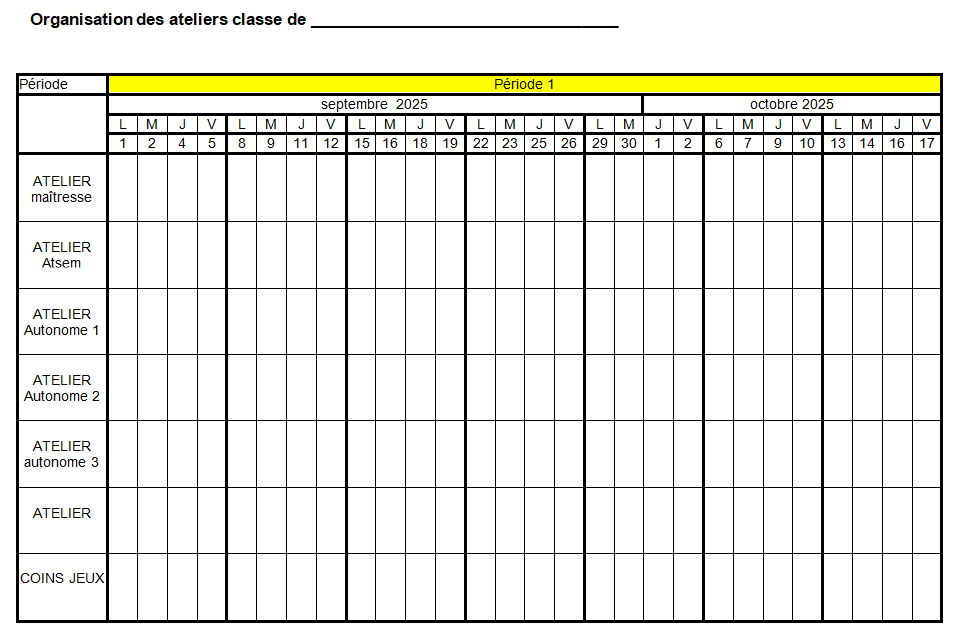 Organisation des ateliers classe de ___________________________________
Période Période 1
septembre 2025 octobre 2025
L M J V L M J V L M J V L M J V L M J V L M J V L M J V
1 2 4 5 8 9 11 12 15 16 18 19 22 23 25 26 29 30 1 2 6 7 9 10 13 14 16 17
ATELIER
maîtresse
ATELIER
Atsem
ATELIER
Autonome 1
ATELIER
Autonome 2
ATELIER
autonome 3
ATELIER
COINS JEUX